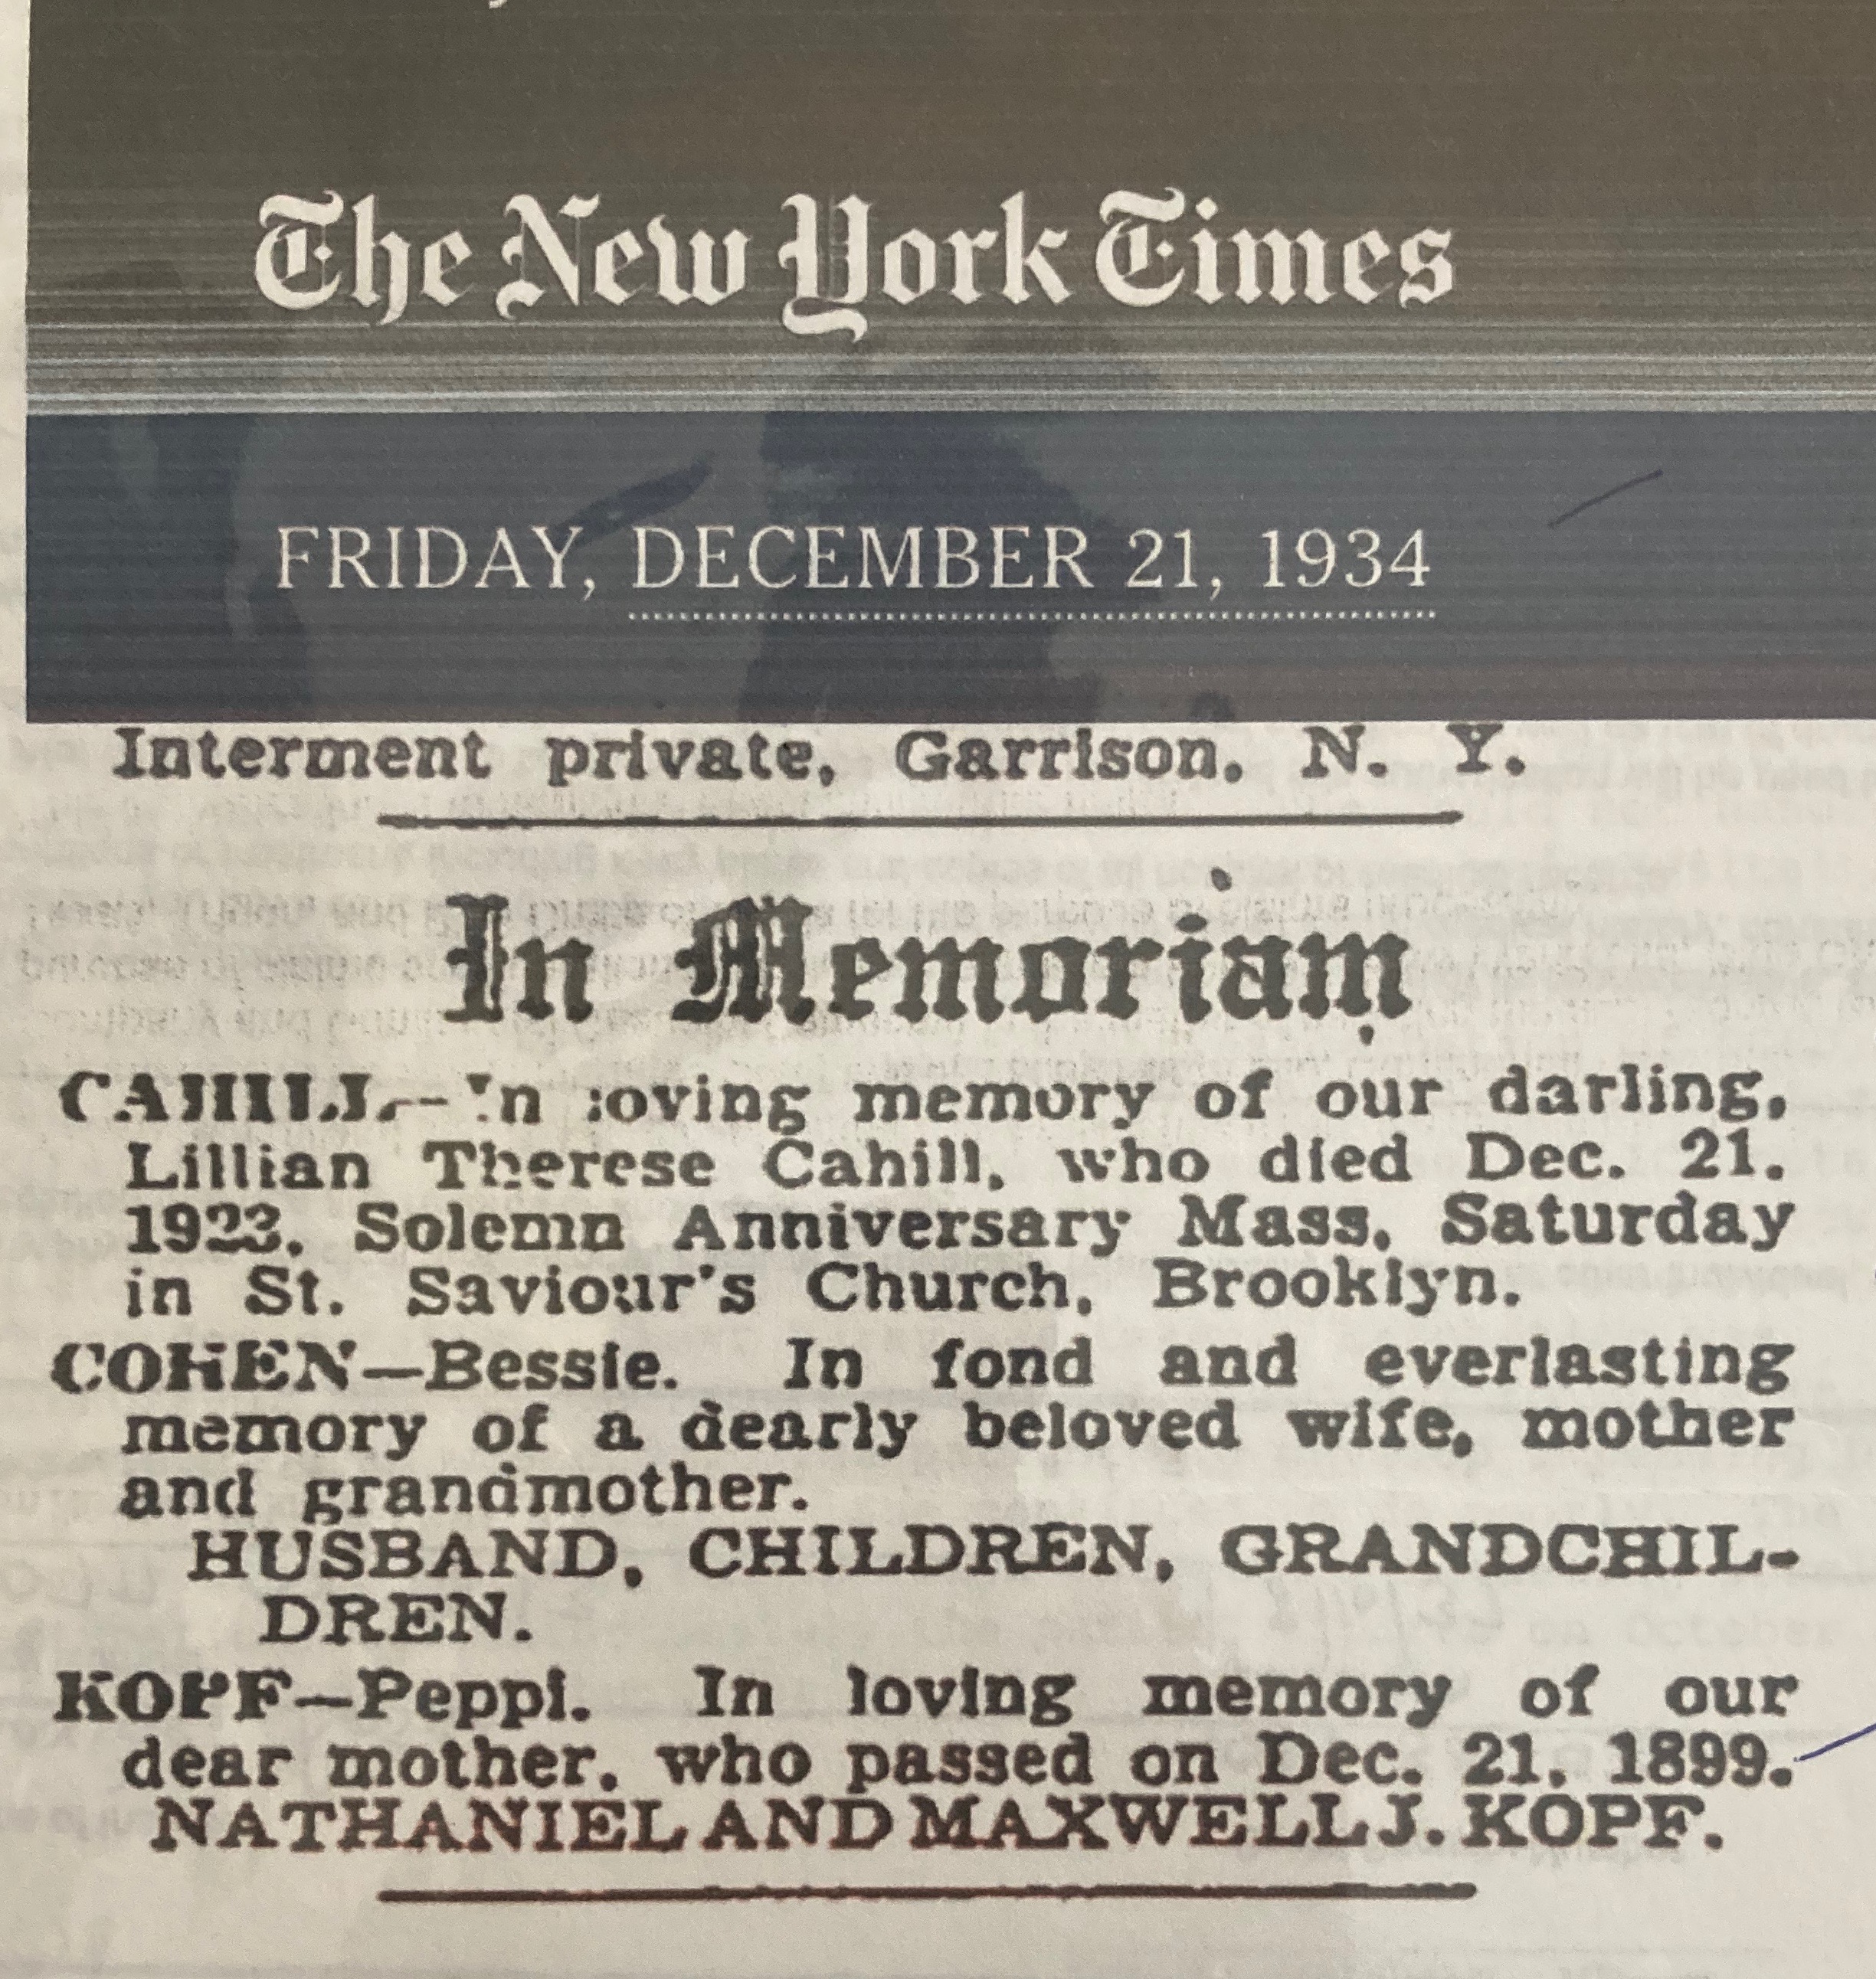 The New York Times
FRIDAY, DECEMBER 21, 1934
Interment private, Garrison, N. Y.
In Memoriam
CAHILL—In loving memory of our darling,
Lillian Therese Cahill, who died Dec. 21,
1923. Solemn Anniversary Mass, Saturday
in St. Saviour's Church, Brooklyn.
COHEN—Bessie. In fond and everlasting
memory of a dearly beloved wife, mother
and grandmother.
HUSBAND, CHILDREN, GRANDCHIL-
DREN.
KOPF—Peppi. In loving memory of our
dear mother, who passed on Dec. 21, 1899.
NATHANIEL AND MAXWELL J. KOPF.